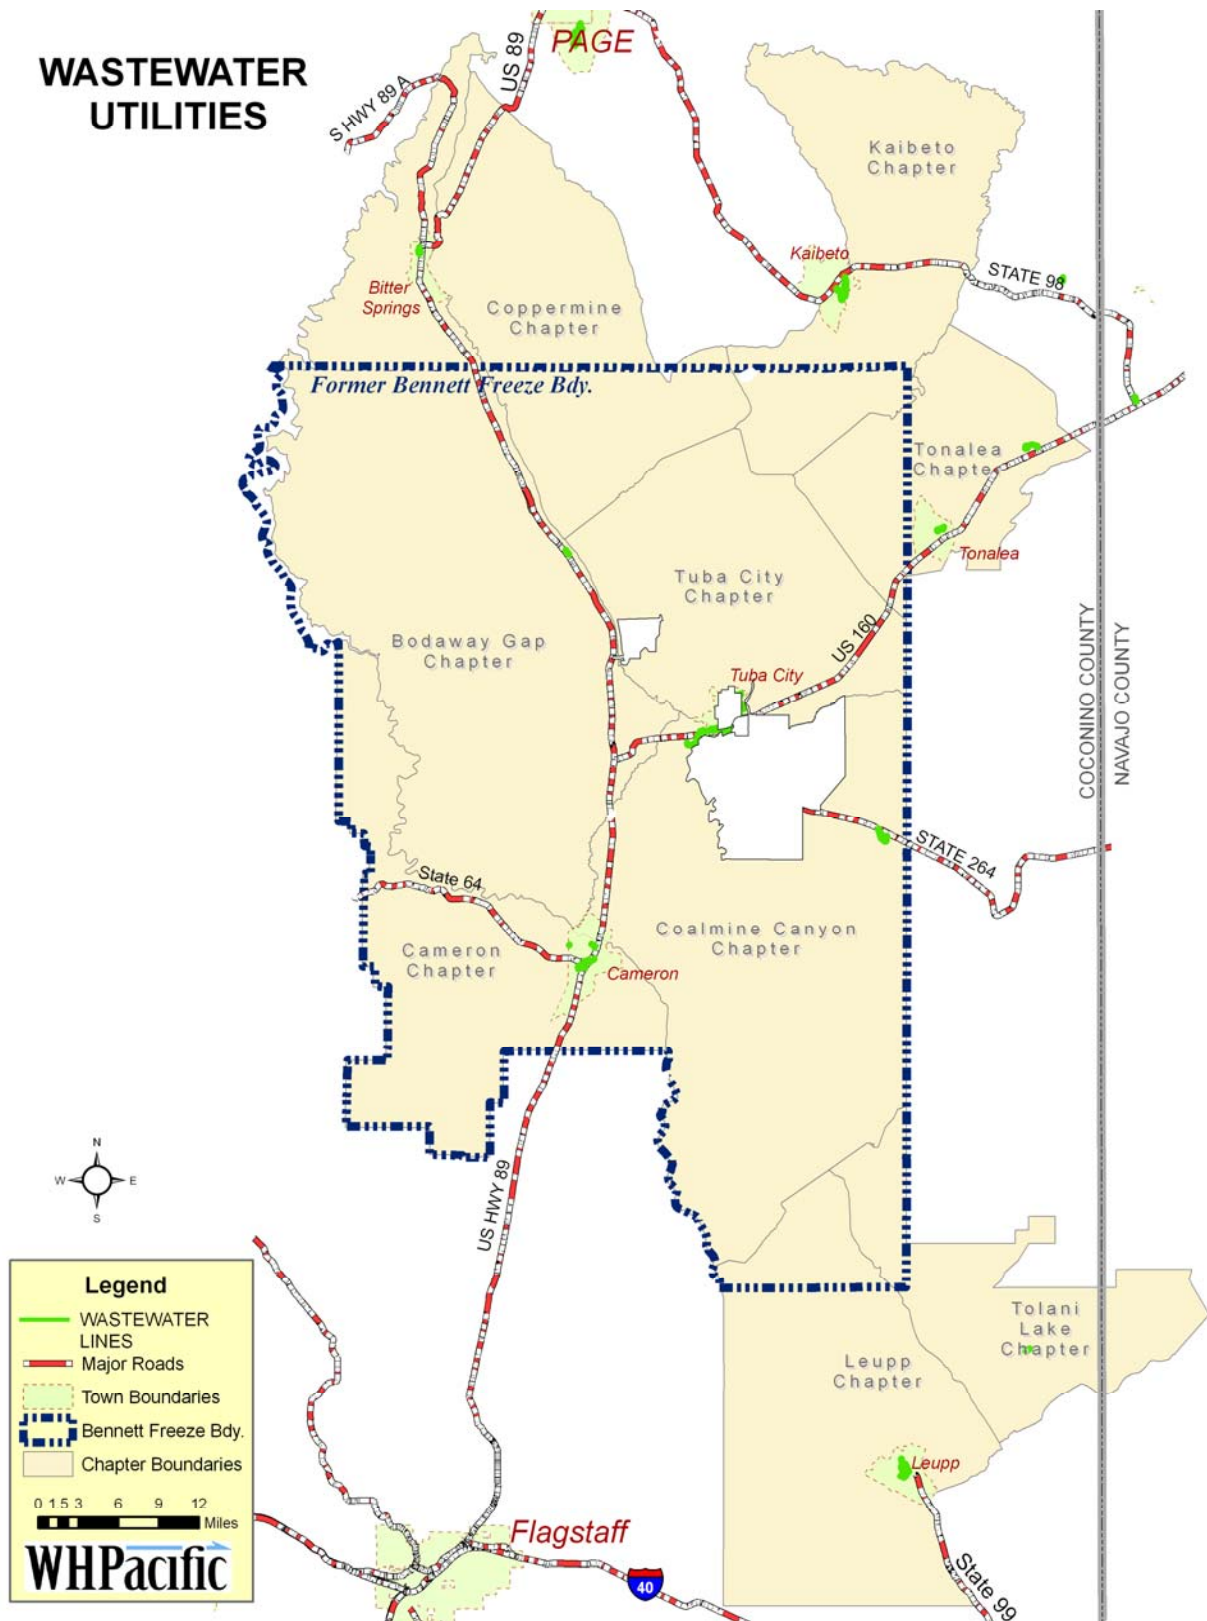 WASTEWATER
UTILITIES
PAGE
US 89
S HWY 89 A
Kaibeto
Chapter
Kaibeto
STATE 98
Bitter
Springs
Coppermine
Chapter
Former Bennett Freeze Bdy.
Tonalea
Chapte
Tonalea
Tuba City
Chapter
US 160
Bodaway Gap
Chapter
Tuba City
COCONINO COUNTY
NAVAJO COUNTY
STATE 264
State 64
Cameron
Chapter
Coalmine Canyon
Chapter
Cameron
US HWY 89
N
W
E
S
Tolani
Lake
Chapter
Leupp
Chapter
Leupp
State 99
Flagstaff
40
Legend
WASTEWATER
LINES
Major Roads
Town Boundaries
Bennett Freeze Bdy.
Chapter Boundaries
0 1.5 3 6 9 12
Miles
WHPacific